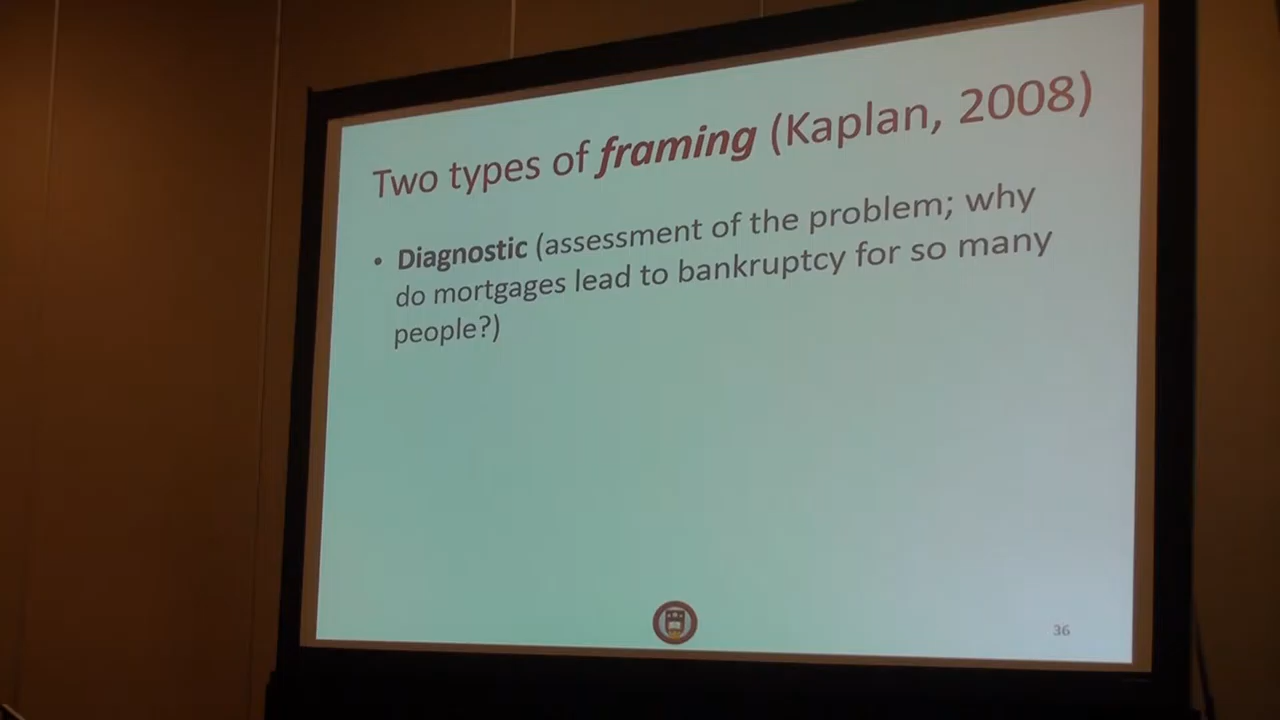 Two types of framing (Kaplan, 2008)
• Diagnostic (assessment of the problem; why
do mortgages lead to bankruptcy for so many
people?)
36